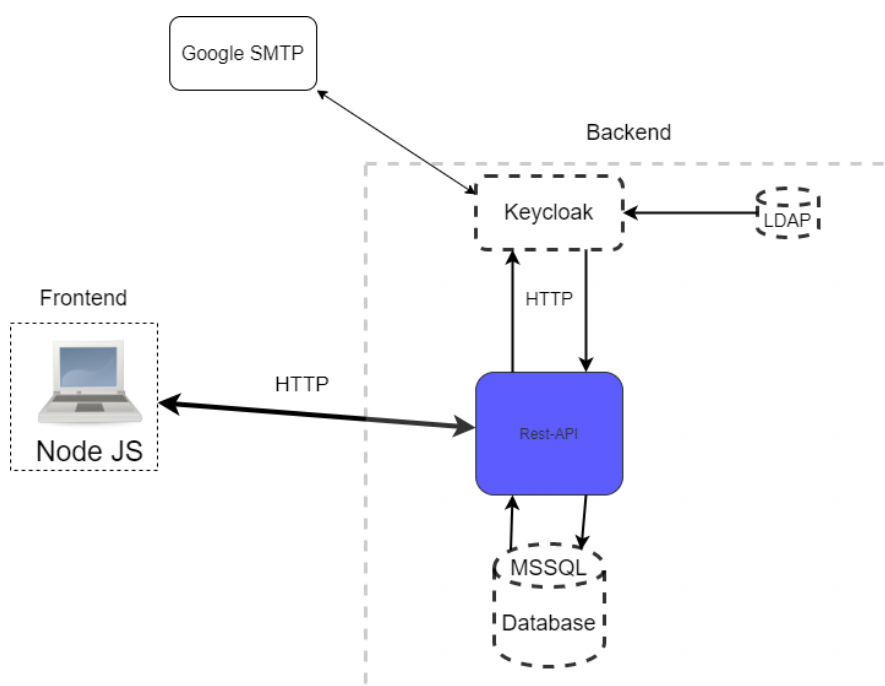 Google SMTP
Backend
Keycloak
LDAP
HTTP
Frontend
HTTP
Node JS
Rest-API
MSSQL
Database